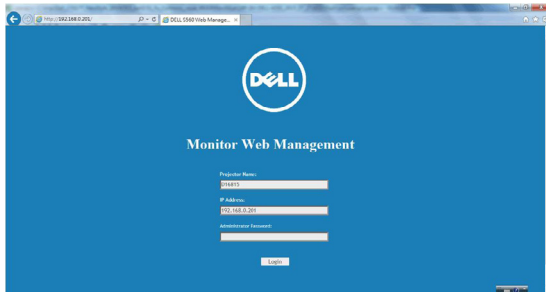 http://192.168.0.201/
DELL S560 Web Manage...
DELL
Monitor Web Management
Projector Name:
016815
IP Address:
192.168.0.201
Administrator Password:
Login